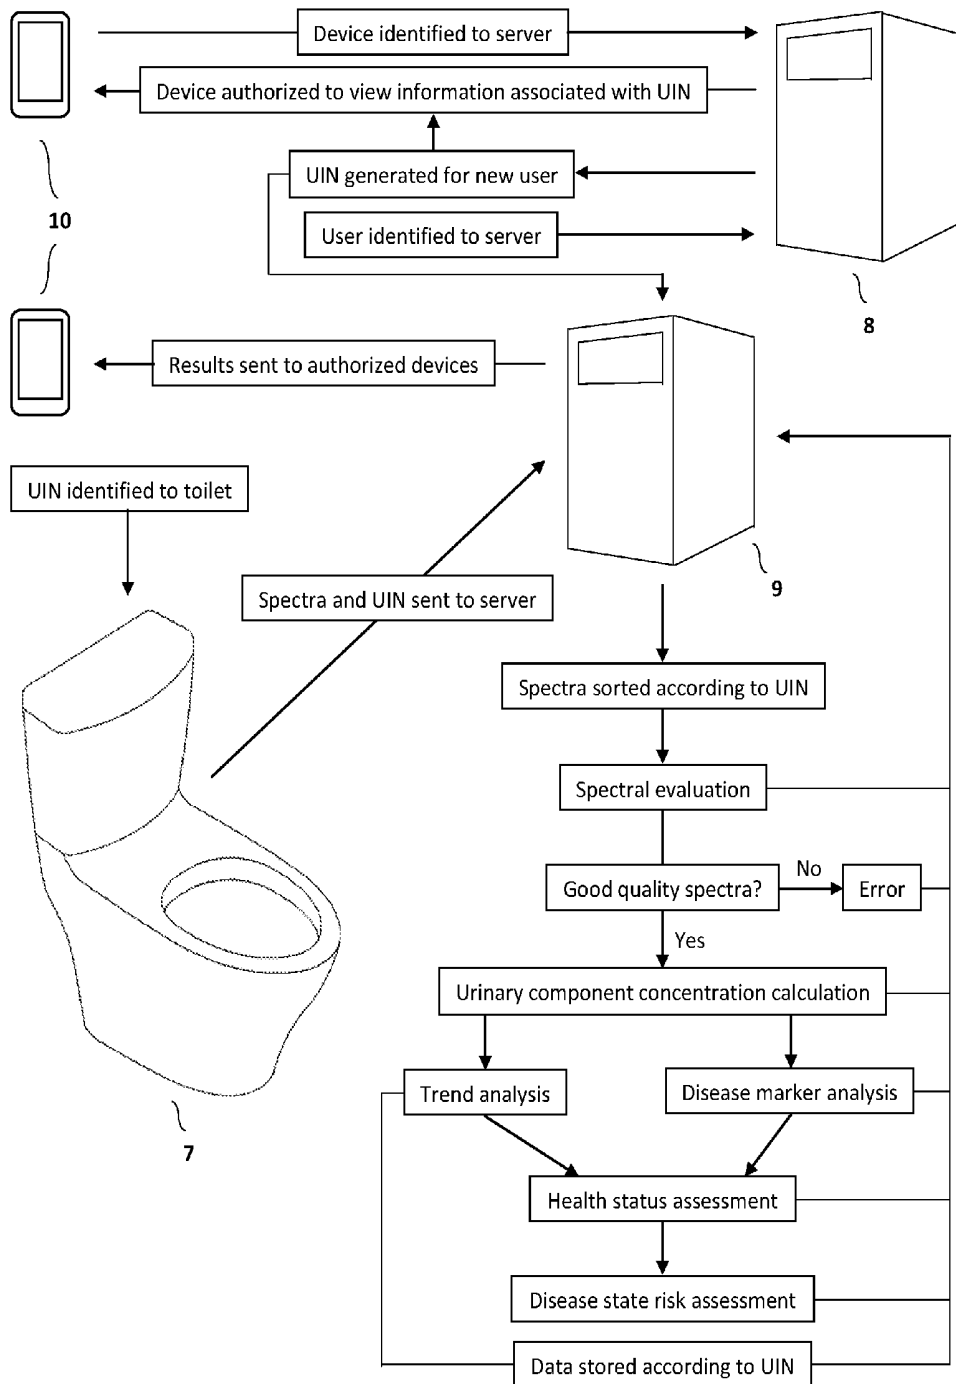 Device identified to server
Device authorized to view information associated with UIN
UIN generated for new user
10
User identified to server
8
Results sent to authorized devices
UIN identified to toilet
9
Spectra and UIN sent to server
Spectra sorted according to UIN
Spectral evaluation
Good quality spectra?
No
Error
Yes
Urinary component concentration calculation
Trend analysis
Disease marker analysis
7
Health status assessment
Disease state risk assessment
Data stored according to UIN